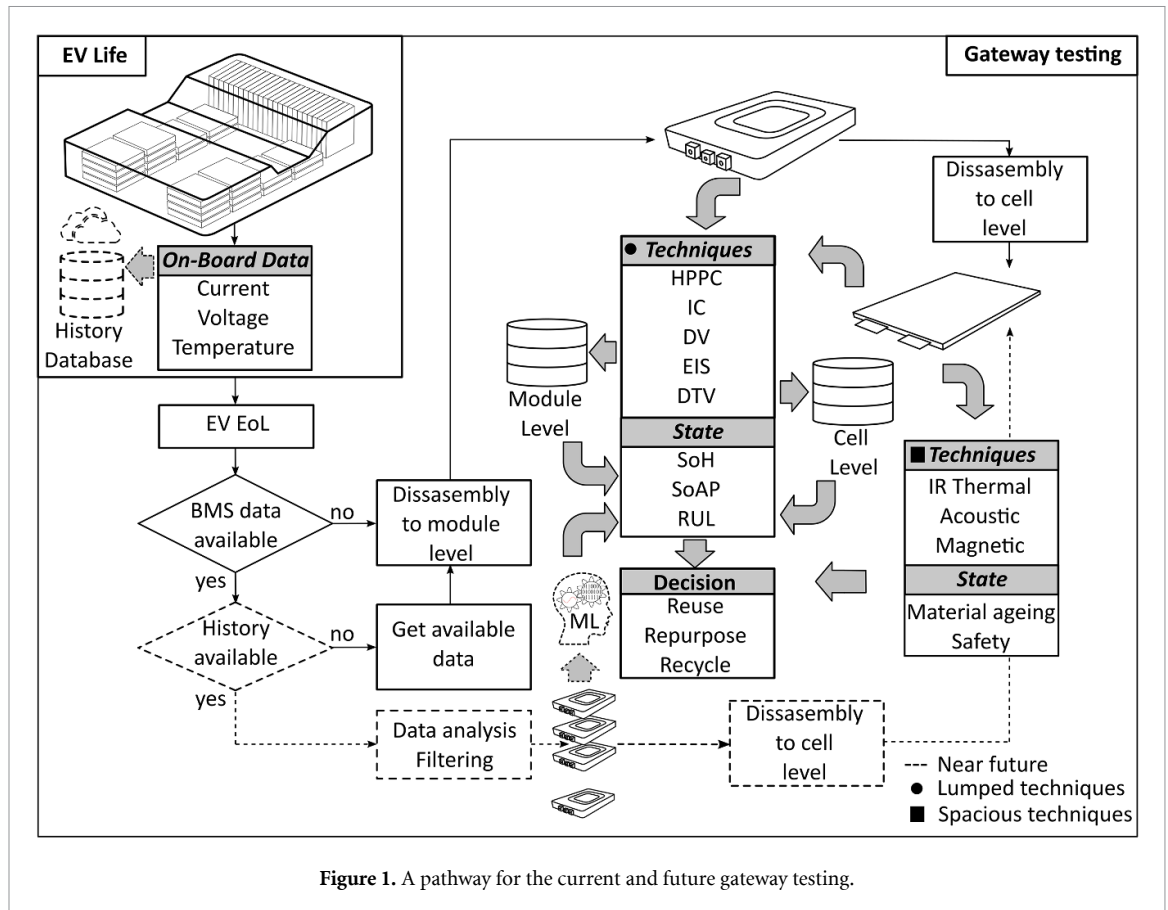 EV Life
Gateway testing
On-Board Data
Current
Voltage
Temperature
History
Database
EV EoL
BMS data
available
no
yes
History
available
no
yes
Dissasembly
to module
level
Get available
data
Data analysis
Filtering
Dissasembly
to cell
level
Techniques
HPPC
IC
DV
EIS
DTV
State
SoH
SoAP
RUL
Module
Level
Cell
Level
ML
Decision
Reuse
Repurpose
Recycle
Techniques
IR Thermal
Acoustic
Magnetic
State
Material ageing
Safety
Dissasembly
to cell
level
Near future
Lumped techniques
Spacious techniques
Figure 1. A pathway for the current and future gateway testing.